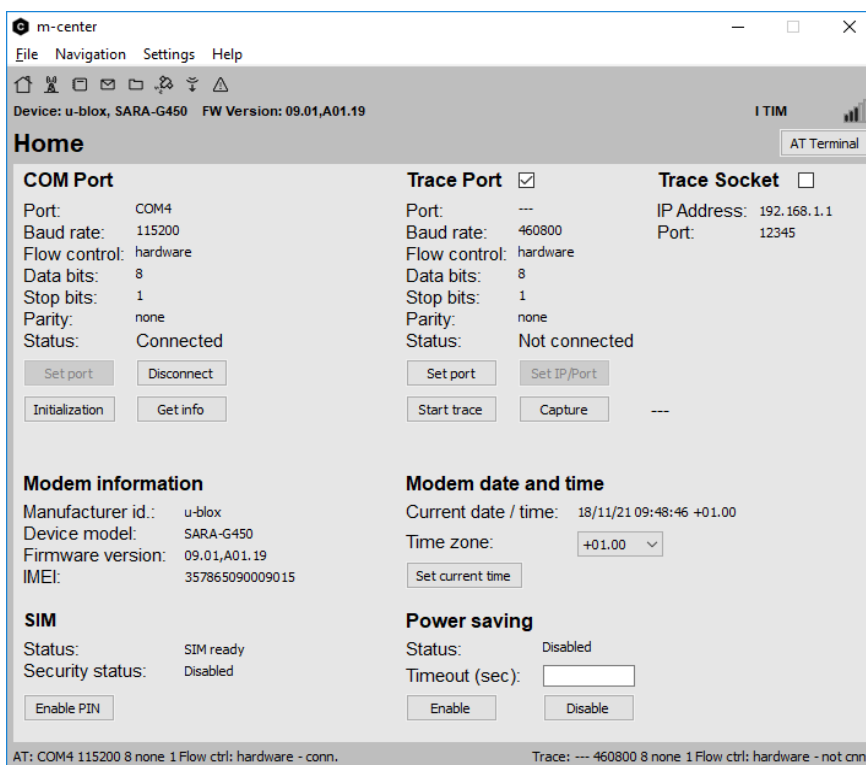 m-center
File Navigation Settings Help
Device: u-blox, SARA-G450 FW Version: 09.01,A01.19 I TIM
Home AT Terminal
COM Port Trace Port Trace Socket
Port: COM4 Port: --- IP Address: 192.168.1.1
Baud rate: 115200 Baud rate: 460800 Port: 12345
Flow control: hardware Flow control: hardware
Data bits: 8 Data bits: 8
Stop bits: 1 Stop bits: 1
Parity: none Parity: none
Status: Connected Status: Not connected
Set port Disconnect Set port Set IP/Port
Initialization Get info Start trace Capture ---
Modem information Modem date and time
Manufacturer id.: u-blox Current date / time: 18/11/21 09:48:46 +01.00
Device model: SARA-G450
Firmware version: 09.01,A01.19 Time zone: +01.00
IMEI: 357865090009015 Set current time
SIM Power saving
Status: SIM ready Status: Disabled
Security status: Disabled Timeout (sec):
Enable PIN Enable Disable
AT: COM4 115200 8 none 1 Flow ctrl: hardware - conn. Trace: --- 460800 8 none 1 Flow ctrl: hardware - not cnn